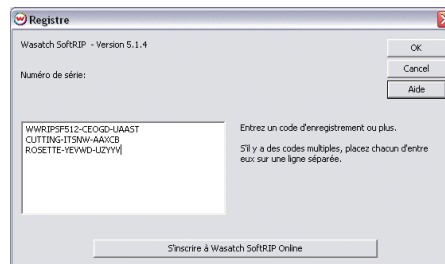 Registre
Wasatch SoftRIP - Version 5.1.4
OK
Cancel
Aide
Numéro de série:
WWRIPSF512-CEOGD-UAAST
CUTTING-ITSNW-AAXCB
ROSETTE-YEVWD-UZYYV
Entrez un code d'enregistrement ou plus.
S'il y a des codes multiples, placez chacun d'entre
eux sur une ligne séparée.
S'inscrire à Wasatch SoftRIP Online